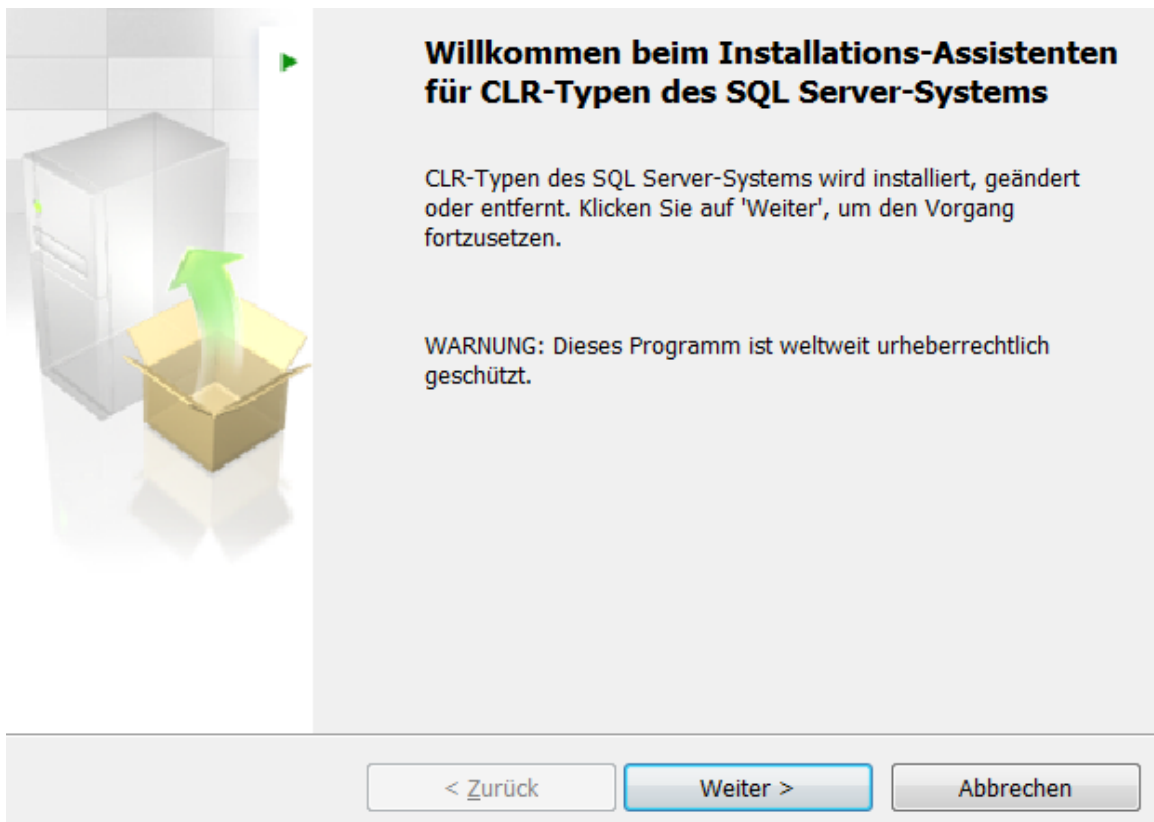 Willkommen beim Installations-Assistenten
für CLR-Typen des SQL Server-Systems
CLR-Typen des SQL Server-Systems wird installiert, geändert
oder entfernt. Klicken Sie auf 'Weiter', um den Vorgang
fortzusetzen.
WARNUNG: Dieses Programm ist weltweit urheberrechtlich
geschützt.
< Zurück
Weiter >
Abbrechen